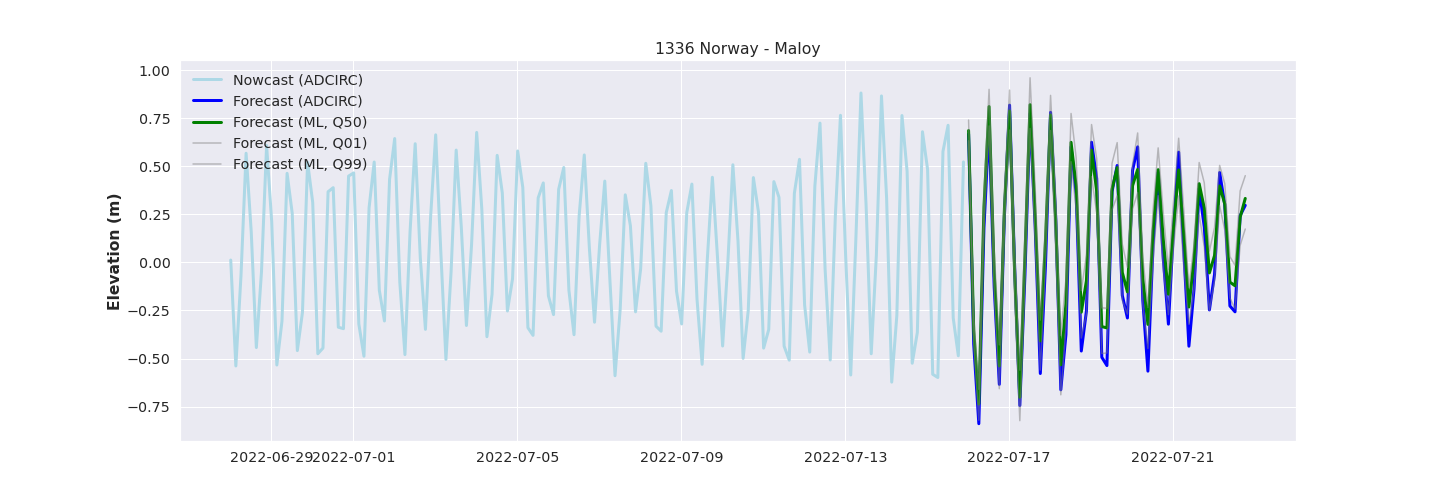 1336 Norway - Maloy
1.00
0.75
0.50
0.25
0.00
−0.25
−0.50
−0.75
Elevation (m)
Nowcast (ADCIRC)
Forecast (ADCIRC)
Forecast (ML, Q50)
Forecast (ML, Q01)
Forecast (ML, Q99)
2022-06-29 2022-07-01 2022-07-05 2022-07-09 2022-07-13 2022-07-17 2022-07-21